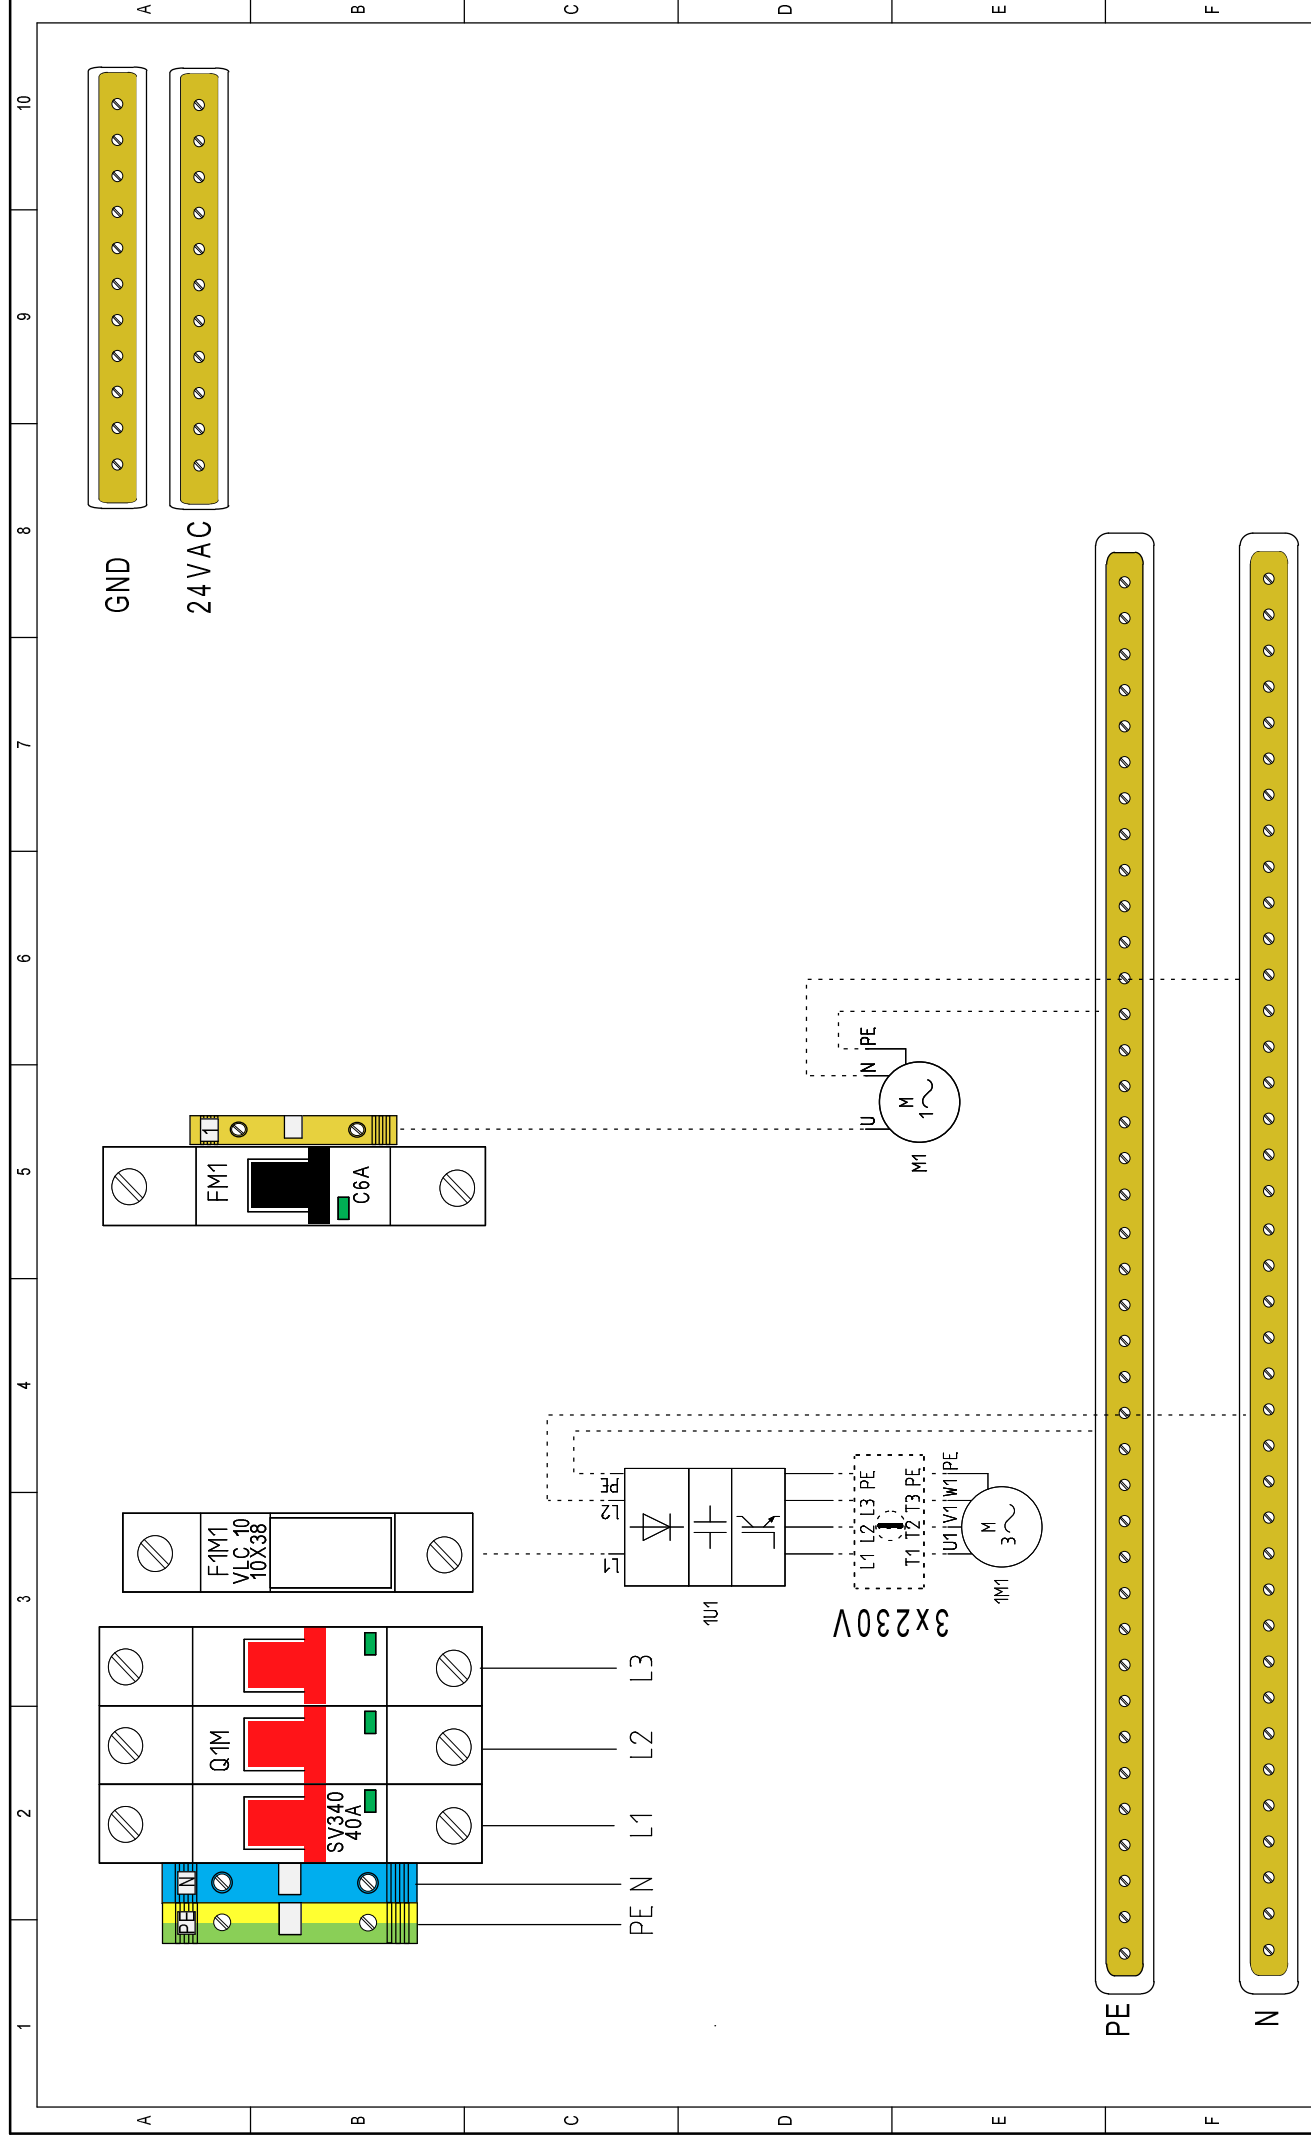 A B C D E F
1 2 3 4 5 6 7 8 9 10
GND
24VAC
PE N
Q1M
SV340
40A
F1M1
VLC 10
10X38
FM1
C6A
1
PE N L1 L2 L3
L1 L2 PE
1U1
3x230V
L1 L2 L3 PE
T1 T2 T3 PE
U1 V1 W1 PE
M
3~
1M1
U N PE
M
1~
M1
PE
N
A B C D E F